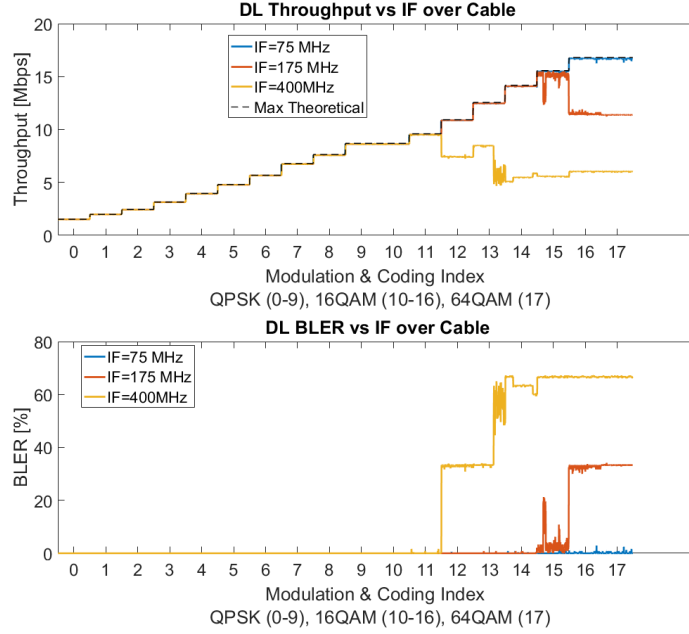 DL Throughput vs IF over Cable
Throughput [Mbps]
20
15
10
5
0
IF=75 MHz
IF=175 MHz
IF=400MHz
Max Theoretical
0 1 2 3 4 5 6 7 8 9 10 11 12 13 14 15 16 17
Modulation & Coding Index
QPSK (0-9), 16QAM (10-16), 64QAM (17)
DL BLER vs IF over Cable
BLER [%]
80
60
40
20
0
IF=75 MHz
IF=175 MHz
IF=400MHz
0 1 2 3 4 5 6 7 8 9 10 11 12 13 14 15 16 17
Modulation & Coding Index
QPSK (0-9), 16QAM (10-16), 64QAM (17)